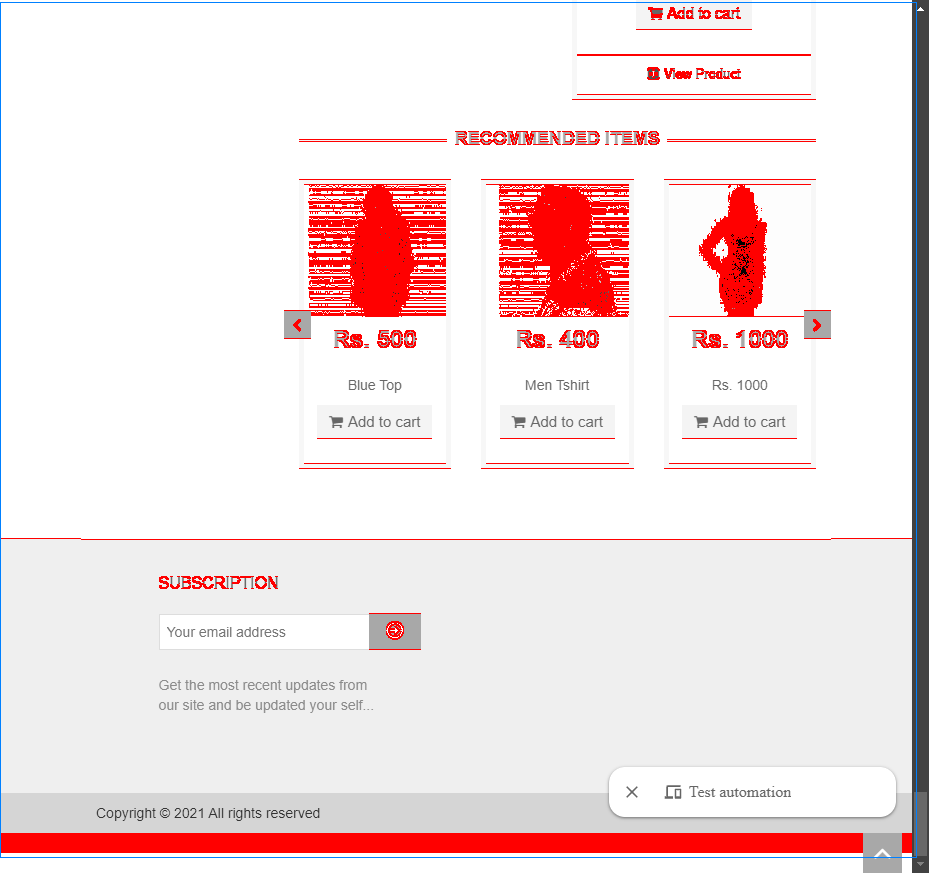 Add to cart
View Product
RECOMMENDED ITEMS
Rs. 500
Rs. 400
Rs. 1000
Blue Top
Men Tshirt
Rs. 1000
Add to cart
Add to cart
Add to cart
SUBSCRIPTION
Your email address
Get the most recent updates from
our site and be updated your self...
Test automation
Copyright © 2021 All rights reserved